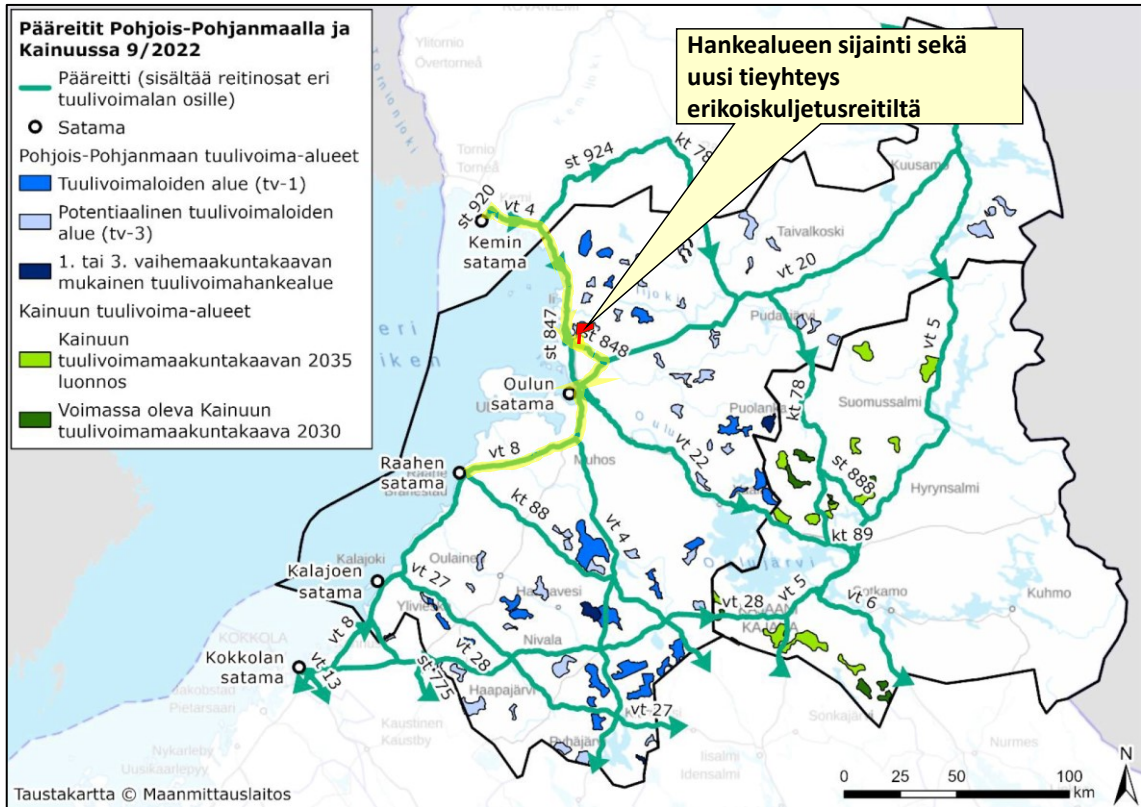 Pääreitit Pohjois-Pohjanmaalla ja
Kainuussa 9/2022
Pääreitti (sisältää reitinosat eri
tuulivoimalan osille)
Satama
Pohjois-Pohjanmaan tuulivoima-alueet
Tuulivoimaloiden alue (tv-1)
Potentiaalinen tuulivoimaloiden
alue (tv-3)
1. tai 3. vaihemaakuntakaavan
mukainen tuulivoimahankealue
Kainuun tuulivoima-alueet
Kainuun
tuulivoimamaakuntakaavan 2035
luonnos
Voimassa oleva Kainuun
tuulivoimamaakuntakaava 2030
Hankealueen sijainti sekä
uusi tieyhteys
erikoiskuljetusreitiltä
Ylitornio
Övertorneå
Tornionjoki
Tornio
Torneå
st 924
kt 78
Kuusamo
st 920
vt 4
Kemin
satama
Taivalkoski
vt 20
Iijoki
Pudasjärvi
st 847
st 848
vt 5
Oulun
satama
kt 78
Suomussalmi
Puolanka
vt 8
Muhos
vt 22
Raahen
satama
st 888
Hyrynsalmi
kt 88
vt 4
kt 89
Oulujärvi
Kalajoki
Oulainen
Kalajoen
satama
vt 27
Haapavesi
vt 28
vt 5
Sotkamo
vt 6
Kuhmo
KAJAANI
KAJANA
Ylivieska
KOKKOLA
vt 8
Nivala
Kokkolan
satama
vt 13
st 775
vt 28
Haapajärvi
Jakobstad
Pietarsaari
Kaustinen
Kaustby
vt 27
Pyhäjärvi
Sonkajärvi
Nykarleby
Uusikaarlepyy
Iisalmi
Idensalmi
Nurmes
N
0 25 50 100
km
Taustakartta © Maanmittauslaitos